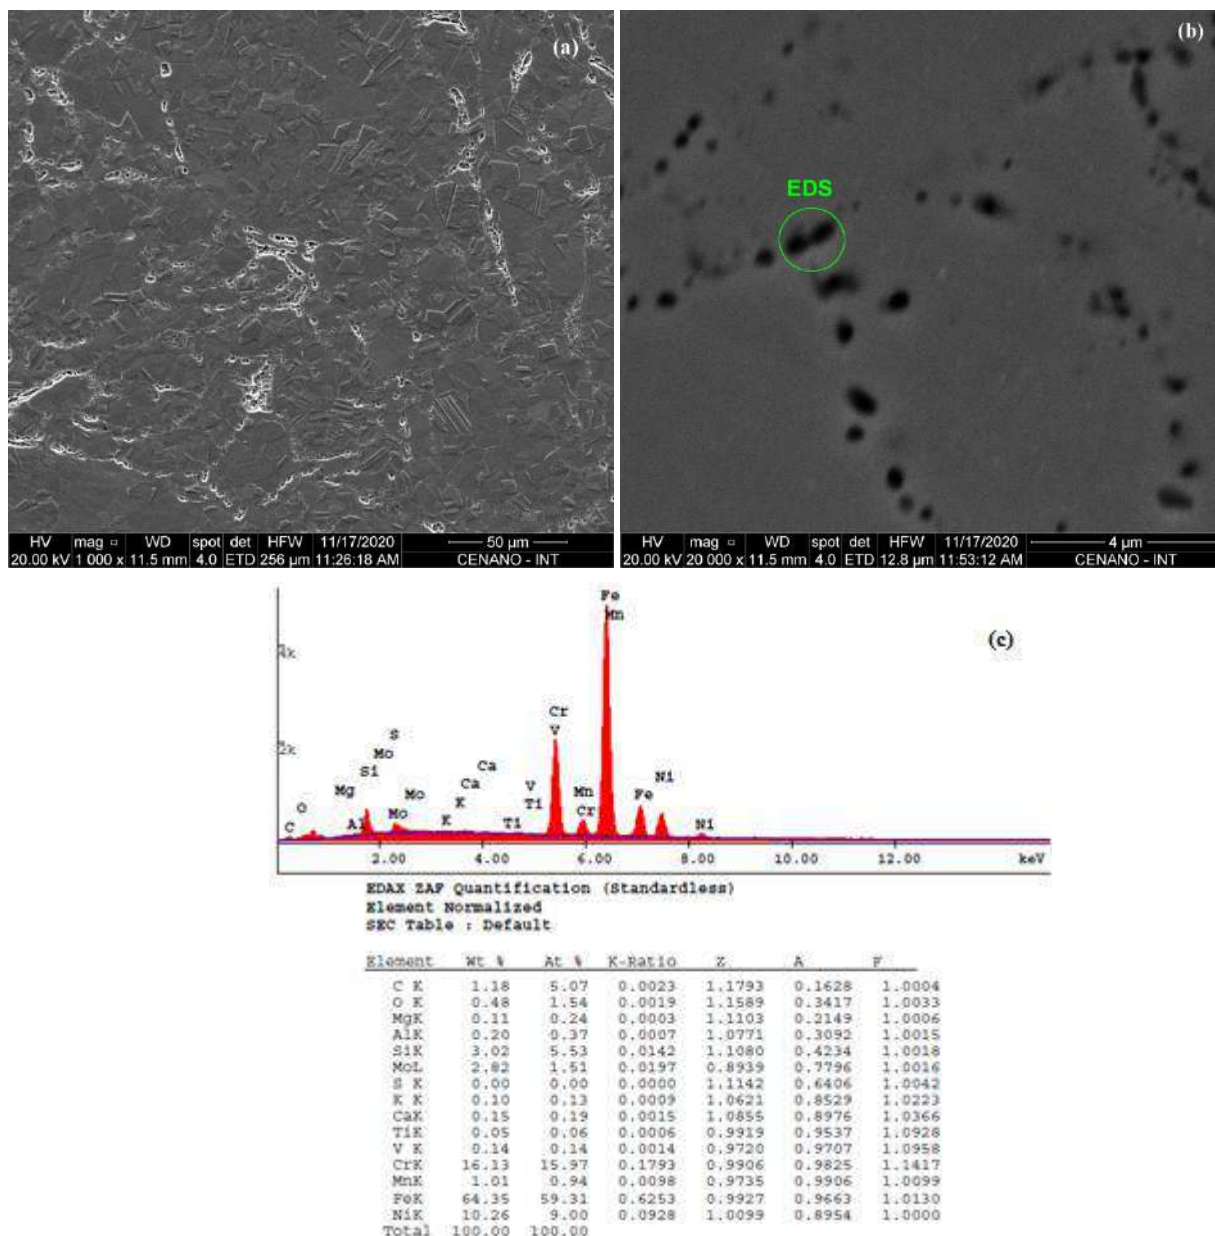 (a)
HV mag □ WD spot det HFW 11/17/2020 50 µm
20.00 kV 1 000 x 11.5 mm 4.0 ETD 256 µm 11:26:18 AM CENANO - INT
(b)
EDS
HV mag □ WD spot det HFW 11/17/2020 4 µm
20.00 kV 20 000 x 11.5 mm 4.0 ETD 12.8 µm 11:53:12 AM CENANO - INT
(c)
Fe
Mn
4k
Cr
V
S
Mo
2k
Si
Ca
Ni
Mg
Mo
Ca
V
Mn
Fe
O
K
Ti
Cr
C
Al
Mo
K
Ti
Ni
2.00 4.00 6.00 8.00 10.00 12.00 keV
EDAX ZAF Quantification (Standardless)
Element Normalized
SEC Table : Default
Element Wt % At % K-Ratio Z A F
C K 1.18 5.07 0.0023 1.1793 0.1628 1.0004
O K 0.48 1.54 0.0019 1.1589 0.3417 1.0033
MgK 0.11 0.24 0.0003 1.1103 0.2149 1.0006
AlK 0.20 0.37 0.0007 1.0771 0.3092 1.0015
SiK 3.02 5.53 0.0142 1.1080 0.4234 1.0018
MoL 2.82 1.51 0.0197 0.8939 0.7796 1.0016
S K 0.00 0.00 0.0000 1.1142 0.6406 1.0042
K K 0.10 0.13 0.0009 1.0621 0.8529 1.0223
CaK 0.15 0.19 0.0015 1.0855 0.8976 1.0366
TiK 0.05 0.06 0.0006 0.9919 0.9537 1.0928
V K 0.14 0.14 0.0014 0.9720 0.9707 1.0958
CrK 16.13 15.97 0.1793 0.9906 0.9825 1.1417
MnK 1.01 0.94 0.0098 0.9735 0.9906 1.0099
FeK 64.35 59.31 0.6253 0.9927 0.9663 1.0130
NiK 10.26 9.00 0.0928 1.0099 0.8954 1.0000
Total 100.00 100.00